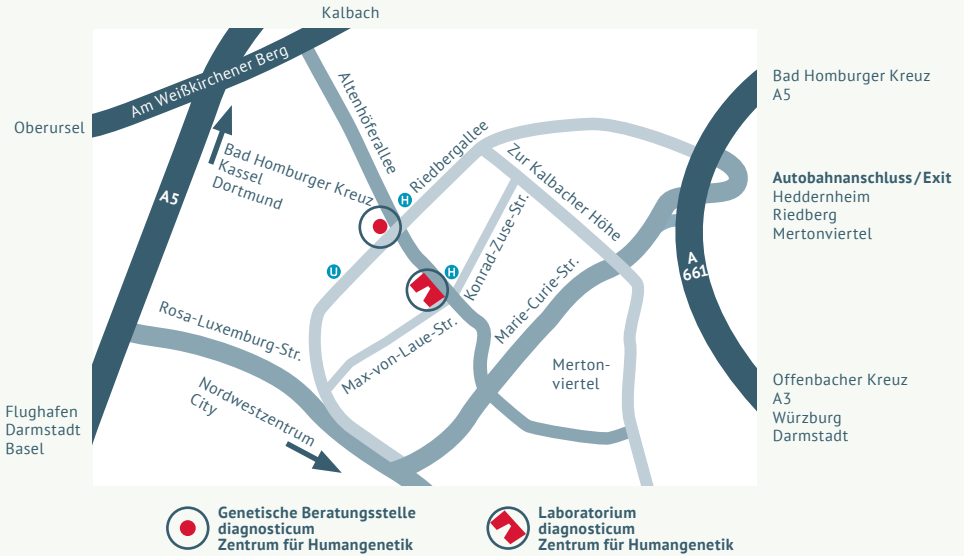 Kalbach
Am Weißkirchener Berg
Oberursel
Altenhöferallee
Bad Homburger Kreuz
A5
Bad Homburger Kreuz
Kassel
Dortmund
A5
H
Riedbergallee
Zur Kalbacher Höhe
Autobahnanschluss/Exit
Heddernheim
Riedberg
Mertonviertel
U
H
Konrad-Zuse-Str.
A
661
Rosa-Luxemburg-Str.
Max-von-Laue-Str.
Marie-Curie-Str.
Merton-
viertel
Nordwestzentrum
City
Offenbacher Kreuz
A3
Würzburg
Darmstadt
Flughafen
Darmstadt
Basel
Genetische Beratungsstelle
diagnosticum
Zentrum für Humangenetik
Laboratorium
diagnosticum
Zentrum für Humangenetik